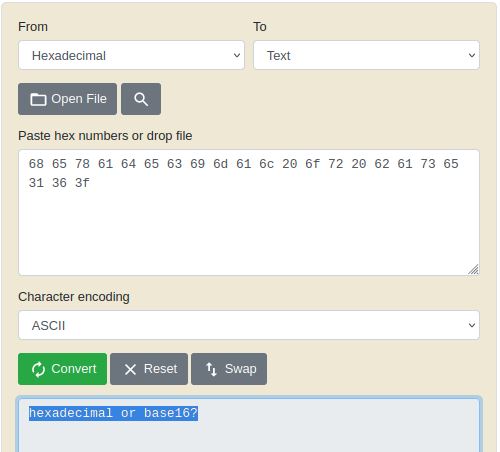 From To
Hexadecimal Text
Open File
Paste hex numbers or drop file
68 65 78 61 64 65 63 69 6d 61 6c 20 6f 72 20 62 61 73 65
31 36 3f
Character encoding
ASCII
Convert Reset Swap
hexadecimal or base16?